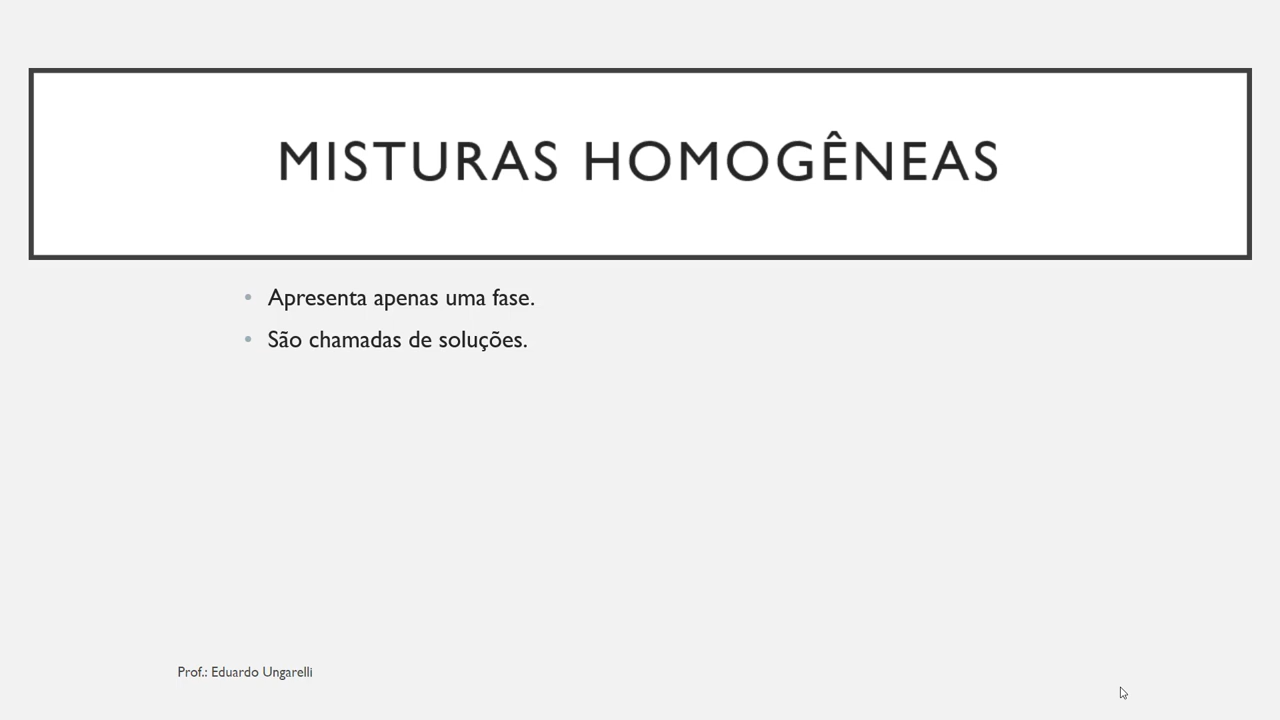 MISTURAS HOMOGÊNEAS
• Apresenta apenas uma fase.
• São chamadas de soluções.
Prof.: Eduardo Ungarelli